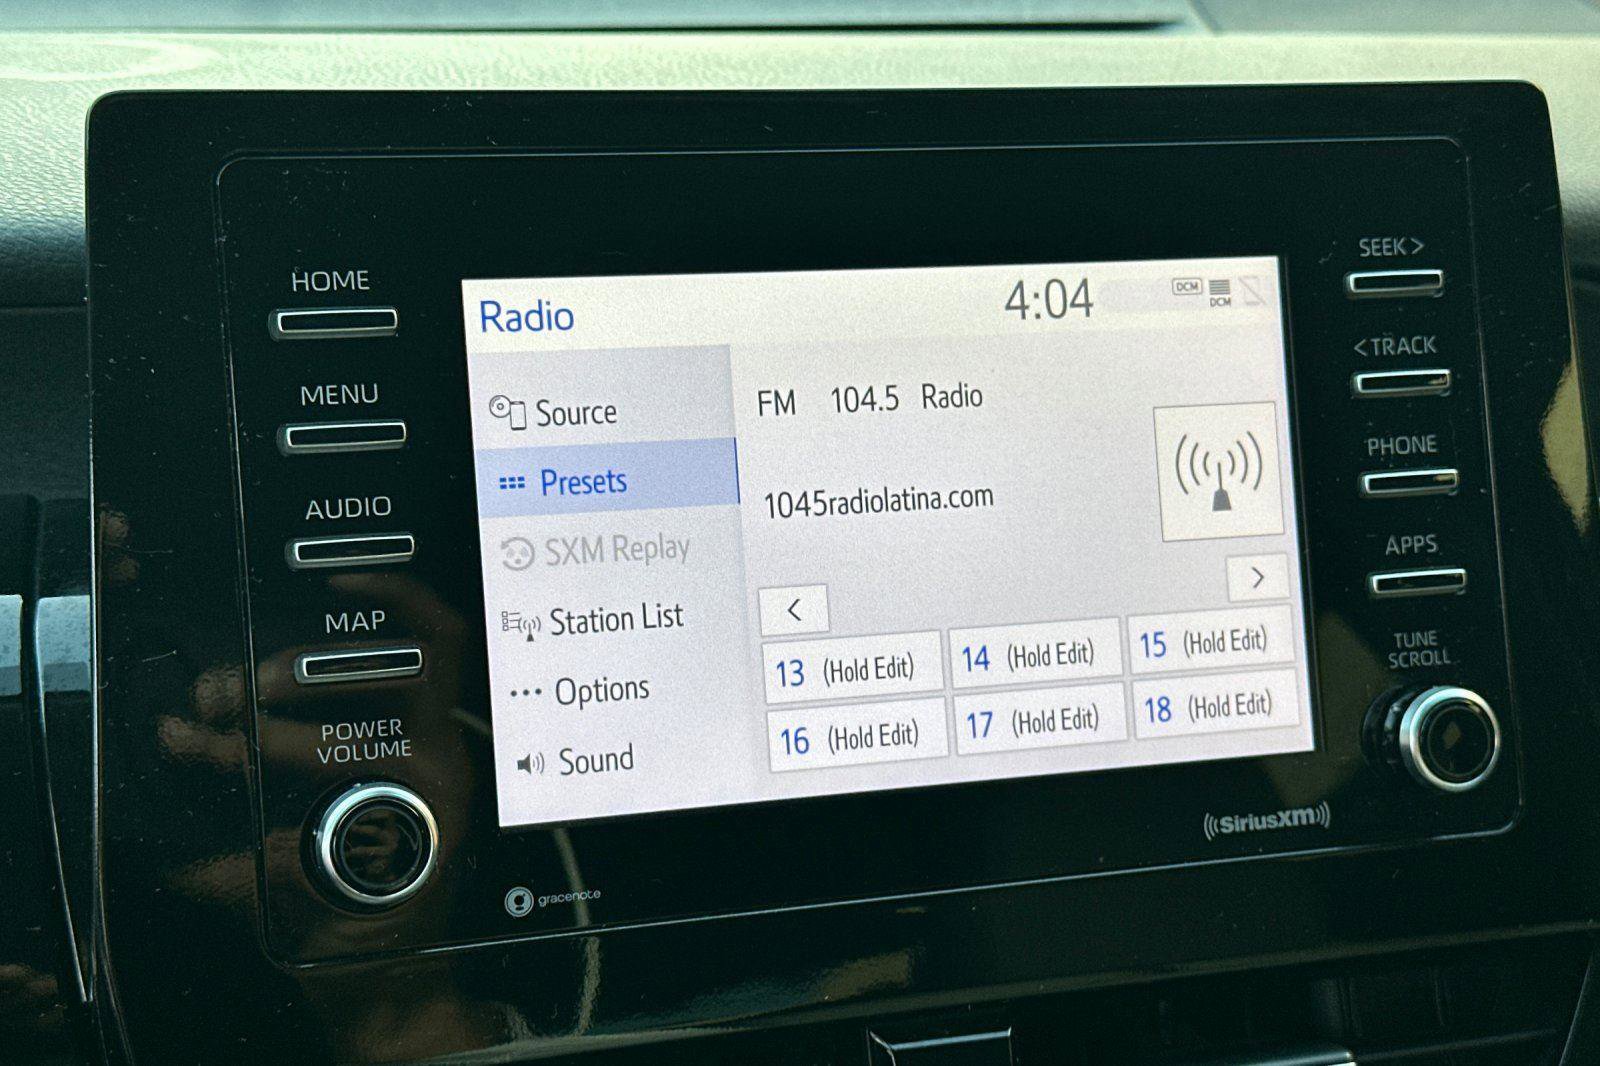 HOME
MENU
AUDIO
MAP
POWER
VOLUME
Radio
4:04
DCM
DCM
Source
Presets
SXM Replay
Station List
Options
Sound
FM 104.5 Radio
1045radiolatina.com
<
>
13 (Hold Edit)
14 (Hold Edit)
15 (Hold Edit)
16 (Hold Edit)
17 (Hold Edit)
18 (Hold Edit)
SEEK >
< TRACK
PHONE
APPS
TUNE
SCROLL
gracenote
SiriusXM